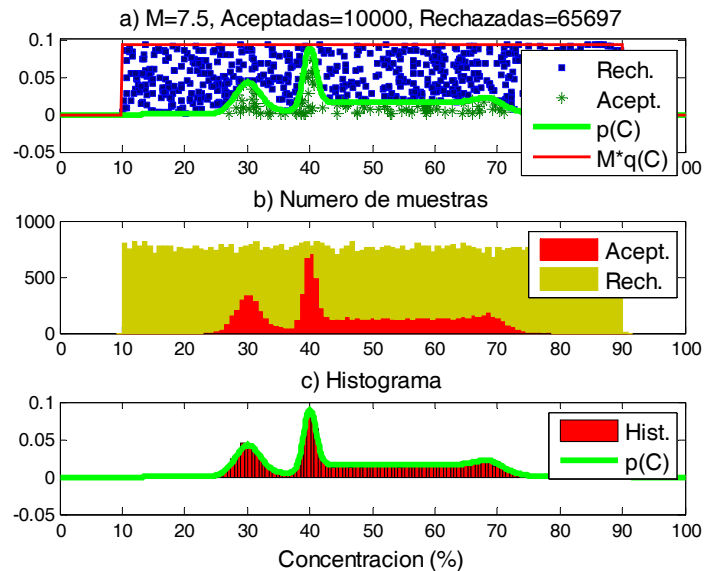 a) M=7.5, Aceptadas=10000, Rechazadas=65697
0.1
0.05
0
-0.05
Rech.
Acept.
p(C)
M*q(C)
0 10 20 30 40 50 60 70 80 90 100
b) Numero de muestras
1000
500
0
Acept.
Rech.
0 10 20 30 40 50 60 70 80 90 100
c) Histograma
0.1
0.05
0
-0.05
Hist.
p(C)
0 10 20 30 40 50 60 70 80 90 100
Concentracion (%)